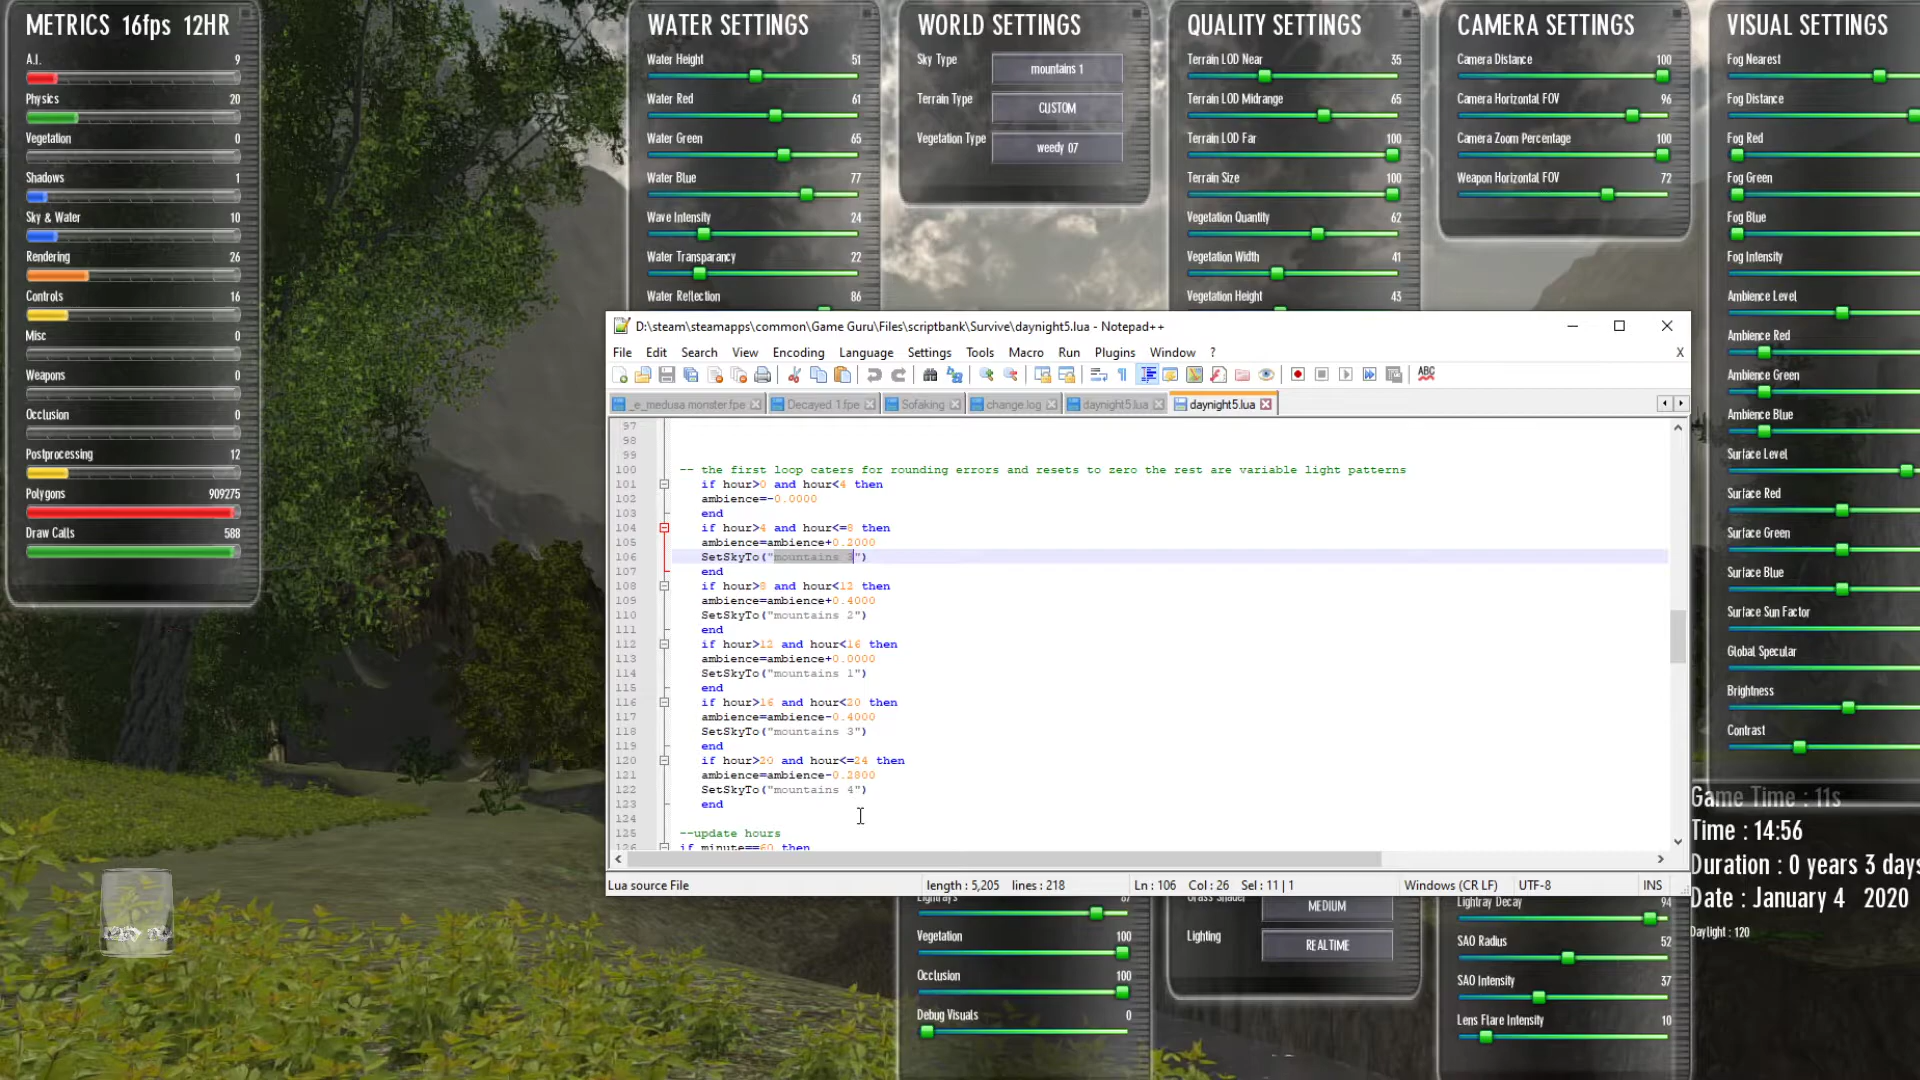 METRICS 16fps 12HR
A.I. 9
Physics 20
Vegetation 0
Shadows 1
Sky & Water 10
Rendering 26
Controls 16
Misc 0
Weapons 0
Occlusion 0
Postprocessing 12
Polygons 909275
Draw Calls 588
WATER SETTINGS
Water Height 51
Water Red 61
Water Green 65
Water Blue 77
Wave Intensity 24
Water Transparancy 22
Water Reflection 86
WORLD SETTINGS
Sky Type mountains 1
Terrain Type CUSTOM
Vegetation Type weedy 07
QUALITY SETTINGS
Terrain LOD Near 35
Terrain LOD Midrange 65
Terrain LOD Far 100
Terrain Size 100
Vegetation Quantity 62
Vegetation Width 41
Vegetation Height 43
CAMERA SETTINGS
Camera Distance 100
Camera Horizontal FOV 96
Camera Zoom Percentage 100
Weapon Horizontal FOV 72
VISUAL SETTINGS
Fog Nearest
Fog Distance
Fog Red
Fog Green
Fog Blue
Fog Intensity
Ambience Level
Ambience Red
Ambience Green
Ambience Blue
Surface Level
Surface Red
Surface Green
Surface Blue
Surface Sun Factor
Global Specular
Brightness
Contrast
D:\steam\steamapps\common\Game Guru\Files\scriptbank\Survive\daynight5.lua - Notepad++
File Edit Search View Encoding Language Settings Tools Macro Run Plugins Window ? X
ABC
_e_medusa monster.fpe Decayed 1.fpe Sofaking change.log daynight5.lua daynight5.lua
97
98
99
100 -- the first loop caters for rounding errors and resets to zero the rest are variable light patterns
101 if hour>0 and hour<4 then
102 ambience=-0.0000
103 end
104 if hour>4 and hour<=8 then
105 ambience=ambience+0.2000
106 SetSkyTo("mountains 3")
107 end
108 if hour>8 and hour<12 then
109 ambience=ambience+0.4000
110 SetSkyTo("mountains 2")
111 end
112 if hour>12 and hour<16 then
113 ambience=ambience+0.0000
114 SetSkyTo("mountains 1")
115 end
116 if hour>16 and hour<20 then
117 ambience=ambience-0.4000
118 SetSkyTo("mountains 3")
119 end
120 if hour>20 and hour<=24 then
121 ambience=ambience-0.2800
122 SetSkyTo("mountains 4")
123 end
124
125 --update hours
126 if minute==60 then
Lua source File length : 5,205 lines : 218 Ln : 106 Col : 26 Sel : 11 | 1 Windows (CR LF) UTF-8 INS
Game Time : 11s
Time : 14:56
Duration : 0 years 3 days
Date : January 4 2020
Daylight : 120
Lightrays 87
Vegetation 100
Occlusion 100
Debug Visuals 0
Grass Shader MEDIUM
Lighting REALTIME
Lightray Decay 94
SAO Radius 52
SAO Intensity 37
Lens Flare Intensity 10